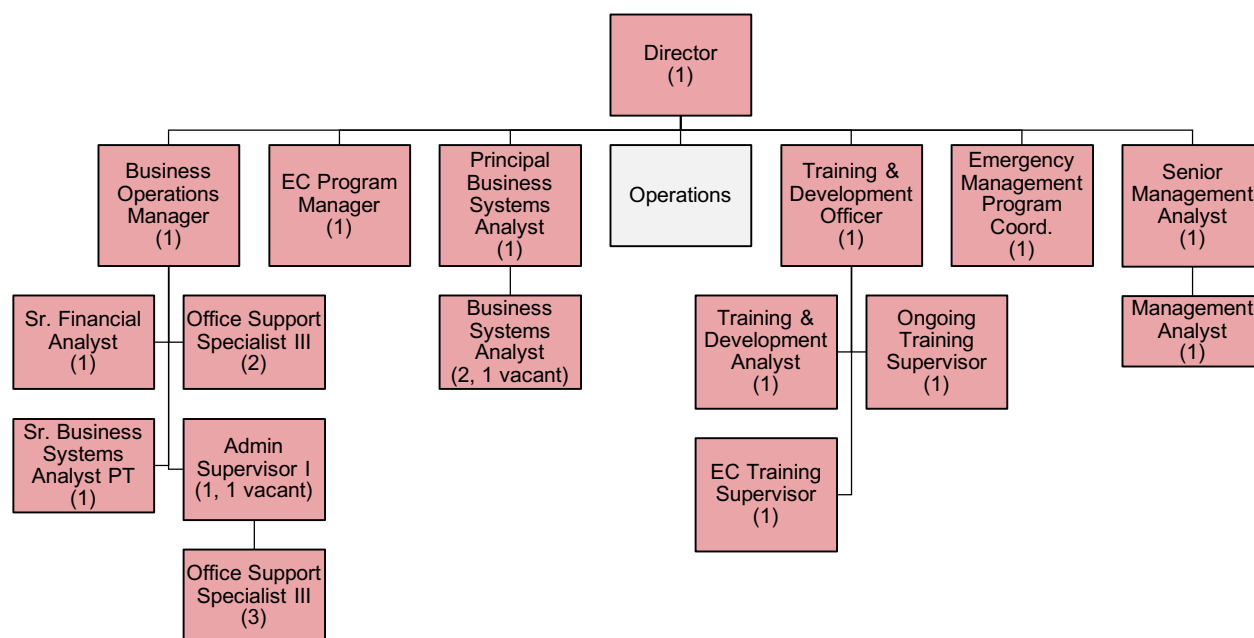 Director
(1)
Business
Operations
Manager
(1)
EC Program
Manager
(1)
Principal
Business
Systems
Analyst
(1)
Operations
Training &
Development
Officer
(1)
Emergency
Management
Program
Coord.
(1)
Senior
Management
Analyst
(1)
Sr. Financial
Analyst
(1)
Office Support
Specialist III
(2)
Business
Systems
Analyst
(2, 1 vacant)
Training &
Development
Analyst
(1)
Ongoing
Training
Supervisor
(1)
Management
Analyst
(1)
Sr. Business
Systems
Analyst PT
(1)
Admin
Supervisor I
(1, 1 vacant)
EC Training
Supervisor
(1)
Office Support
Specialist III
(3)